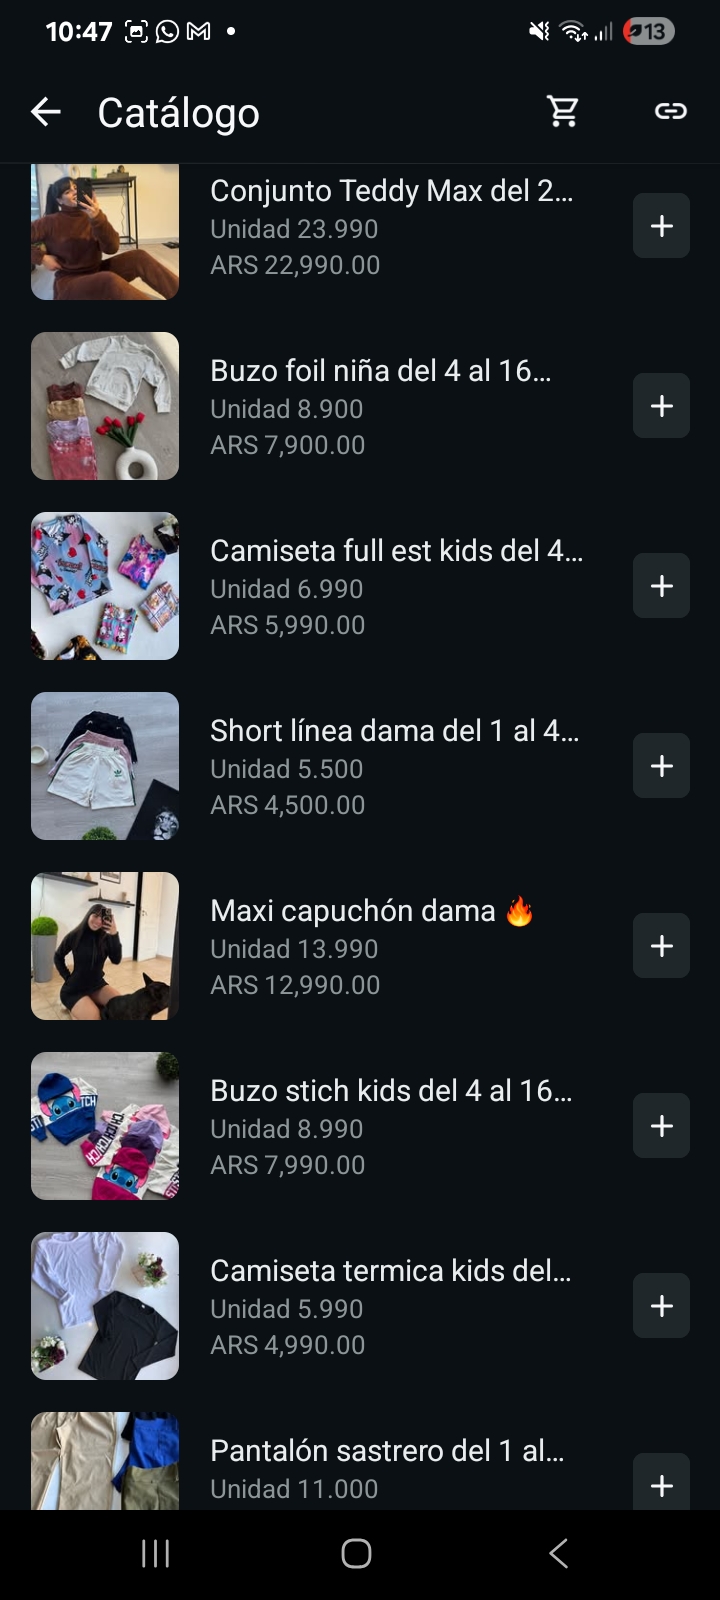 10:47
13
Catálogo
Conjunto Teddy Max del 2...
Unidad 23.990
ARS 22,990.00
Buzo foil niña del 4 al 16...
Unidad 8.900
ARS 7,900.00
Camiseta full est kids del 4...
Unidad 6.990
ARS 5,990.00
Short línea dama del 1 al 4...
Unidad 5.500
ARS 4,500.00
Maxi capuchón dama 🔥
Unidad 13.990
ARS 12,990.00
Buzo stich kids del 4 al 16...
Unidad 8.990
ARS 7,990.00
Camiseta termica kids del...
Unidad 5.990
ARS 4,990.00
Pantalón sastrero del 1 al...
Unidad 11.000